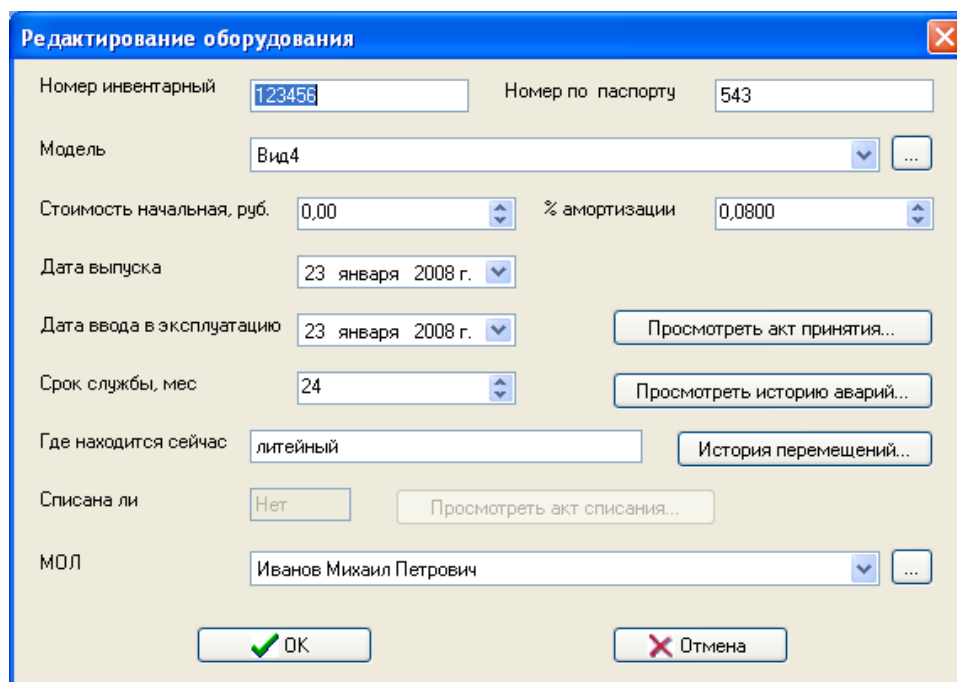 Редактирование оборудования
Номер инвентарный 123456 Номер по паспорту 543
Модель Вид4 ...
Стоимость начальная, руб. 0,00 % амортизации 0,0800
Дата выпуска 23 января 2008 г.
Дата ввода в эксплуатацию 23 января 2008 г. Просмотреть акт принятия...
Срок службы, мес 24 Просмотреть историю аварий...
Где находится сейчас литейный История перемещений...
Списана ли Нет Просмотреть акт списания...
МОЛ Иванов Михаил Петрович ...
OK Отмена